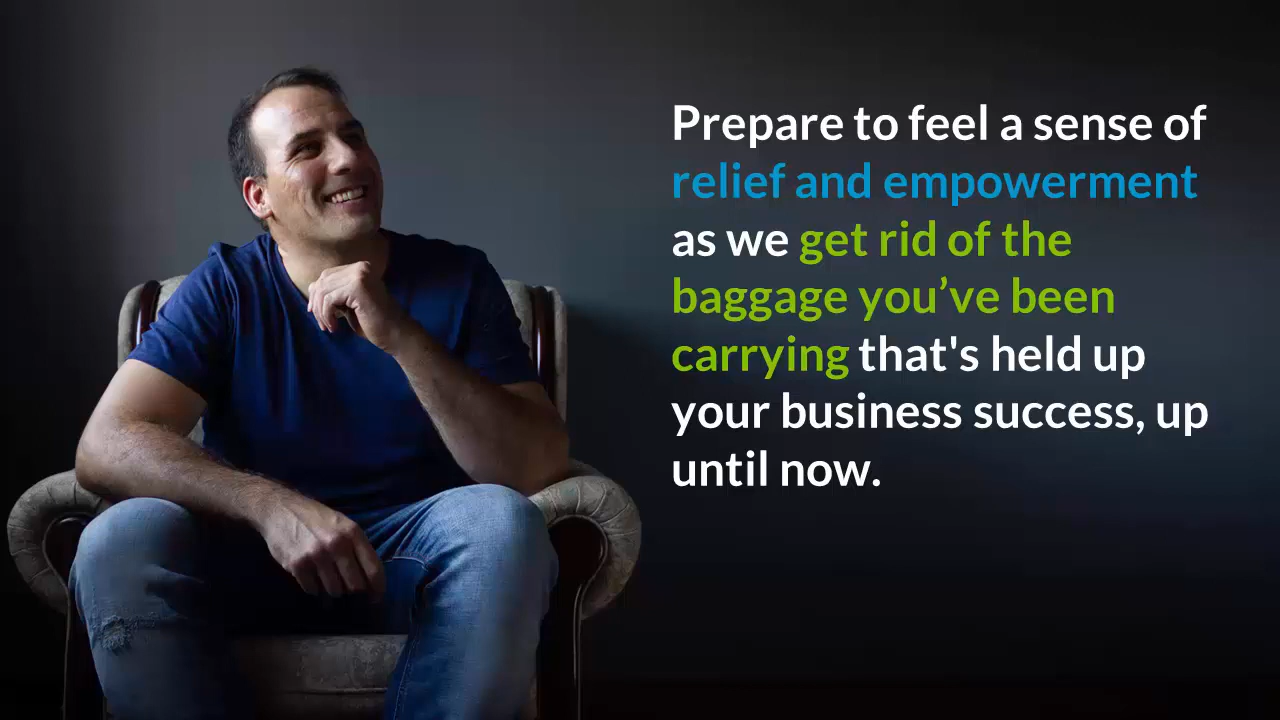 Prepare to feel a sense of
relief and empowerment
as we get rid of the
baggage you’ve been
carrying that's held up
your business success, up
until now.